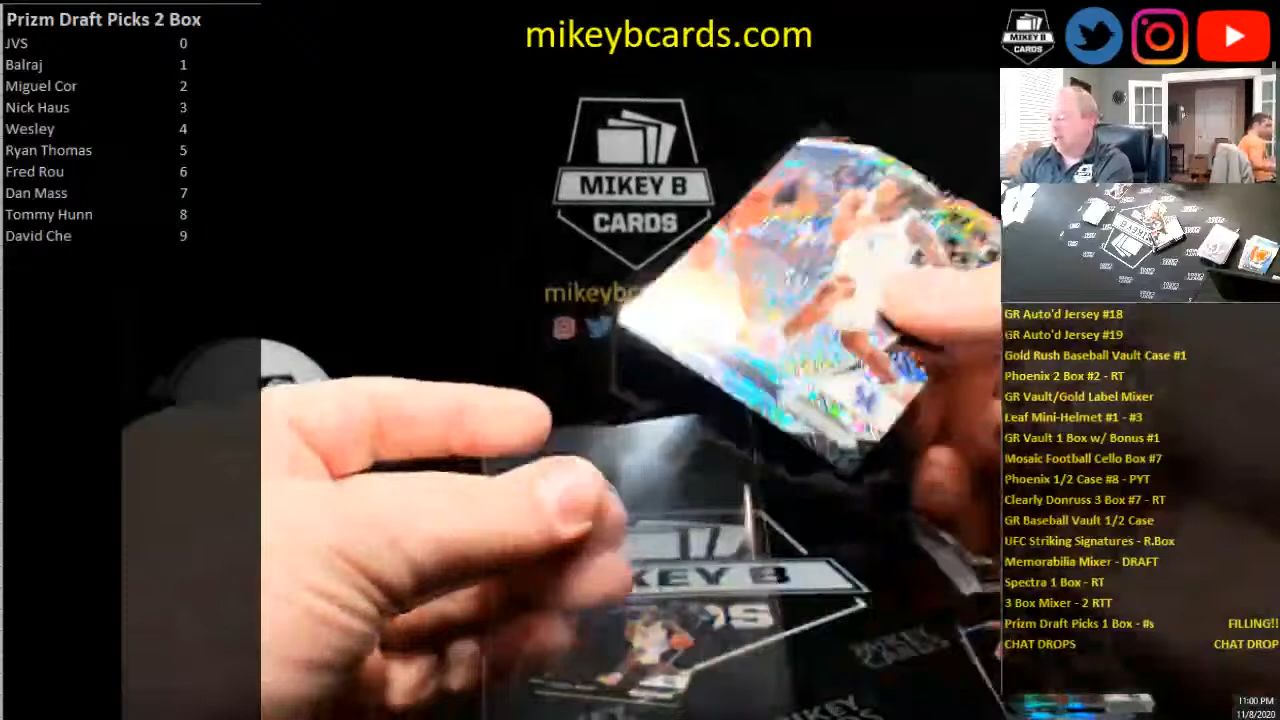 Prizm Draft Picks 2 Box
JVS 0
Balraj 1
Miguel Cor 2
Nick Haus 3
Wesley 4
Ryan Thomas 5
Fred Rou 6
Dan Mass 7
Tommy Hunn 8
David Che 9
mikeybcards.com
MIKEY B
CARDS
mikeybc
KEY B
MIKEY B
CARDS
GR Auto'd Jersey #18
GR Auto'd Jersey #19
Gold Rush Baseball Vault Case #1
Phoenix 2 Box #2 - RT
GR Vault/Gold Label Mixer
Leaf Mini-Helmet #1 - #3
GR Vault 1 Box w/ Bonus #1
Mosaic Football Cello Box #7
Phoenix 1/2 Case #8 - PYT
Clearly Donruss 3 Box #7 - RT
GR Baseball Vault 1/2 Case
UFC Striking Signatures - R.Box
Memorabilia Mixer - DRAFT
Spectra 1 Box - RT
3 Box Mixer - 2 RTT
Prizm Draft Picks 1 Box - #s FILLING!!
CHAT DROPS CHAT DROP
11:00 PM
11/8/2020